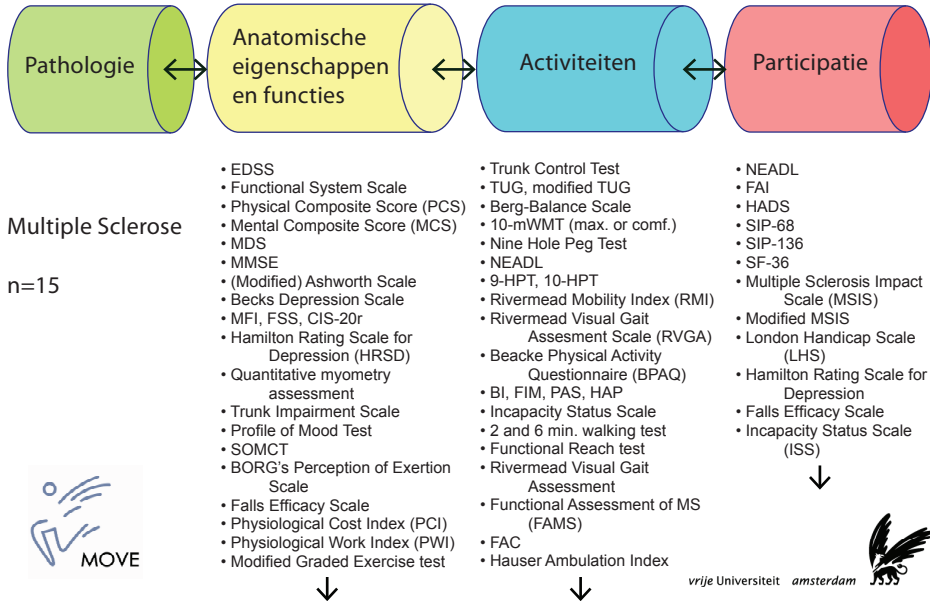 Pathologie
Anatomische
eigenschappen
en functies
Activiteiten
Participatie
Multiple Sclerose
n=15
• EDSS
• Functional System Scale
• Physical Composite Score (PCS)
• Mental Composite Score (MCS)
• MDS
• MMSE
• (Modified) Ashworth Scale
• Becks Depression Scale
• MFI, FSS, CIS-20r
• Hamilton Rating Scale for
Depression (HRSD)
• Quantitative myometry
assessment
• Trunk Impairment Scale
• Profile of Mood Test
• SOMCT
• BORG's Perception of Exertion
Scale
• Falls Efficacy Scale
• Physiological Cost Index (PCI)
• Physiological Work Index (PWI)
• Modified Graded Exercise test
• Trunk Control Test
• TUG, modified TUG
• Berg-Balance Scale
• 10-mWMT (max. or comf.)
• Nine Hole Peg Test
• NEADL
• 9-HPT, 10-HPT
• Rivermead Mobility Index (RMI)
• Rivermead Visual Gait
Assesment Scale (RVGA)
• Beacke Physical Activity
Questionnaire (BPAQ)
• BI, FIM, PAS, HAP
• Incapacity Status Scale
• 2 and 6 min. walking test
• Functional Reach test
• Rivermead Visual Gait
Assessment
• Functional Assessment of MS
(FAMS)
• FAC
• Hauser Ambulation Index
• NEADL
• FAI
• HADS
• SIP-68
• SIP-136
• SF-36
• Multiple Sclerosis Impact
Scale (MSIS)
• Modified MSIS
• London Handicap Scale
(LHS)
• Hamilton Rating Scale for
Depression
• Falls Efficacy Scale
• Incapacity Status Scale
(ISS)
MOVE
vrije Universiteit amsterdam